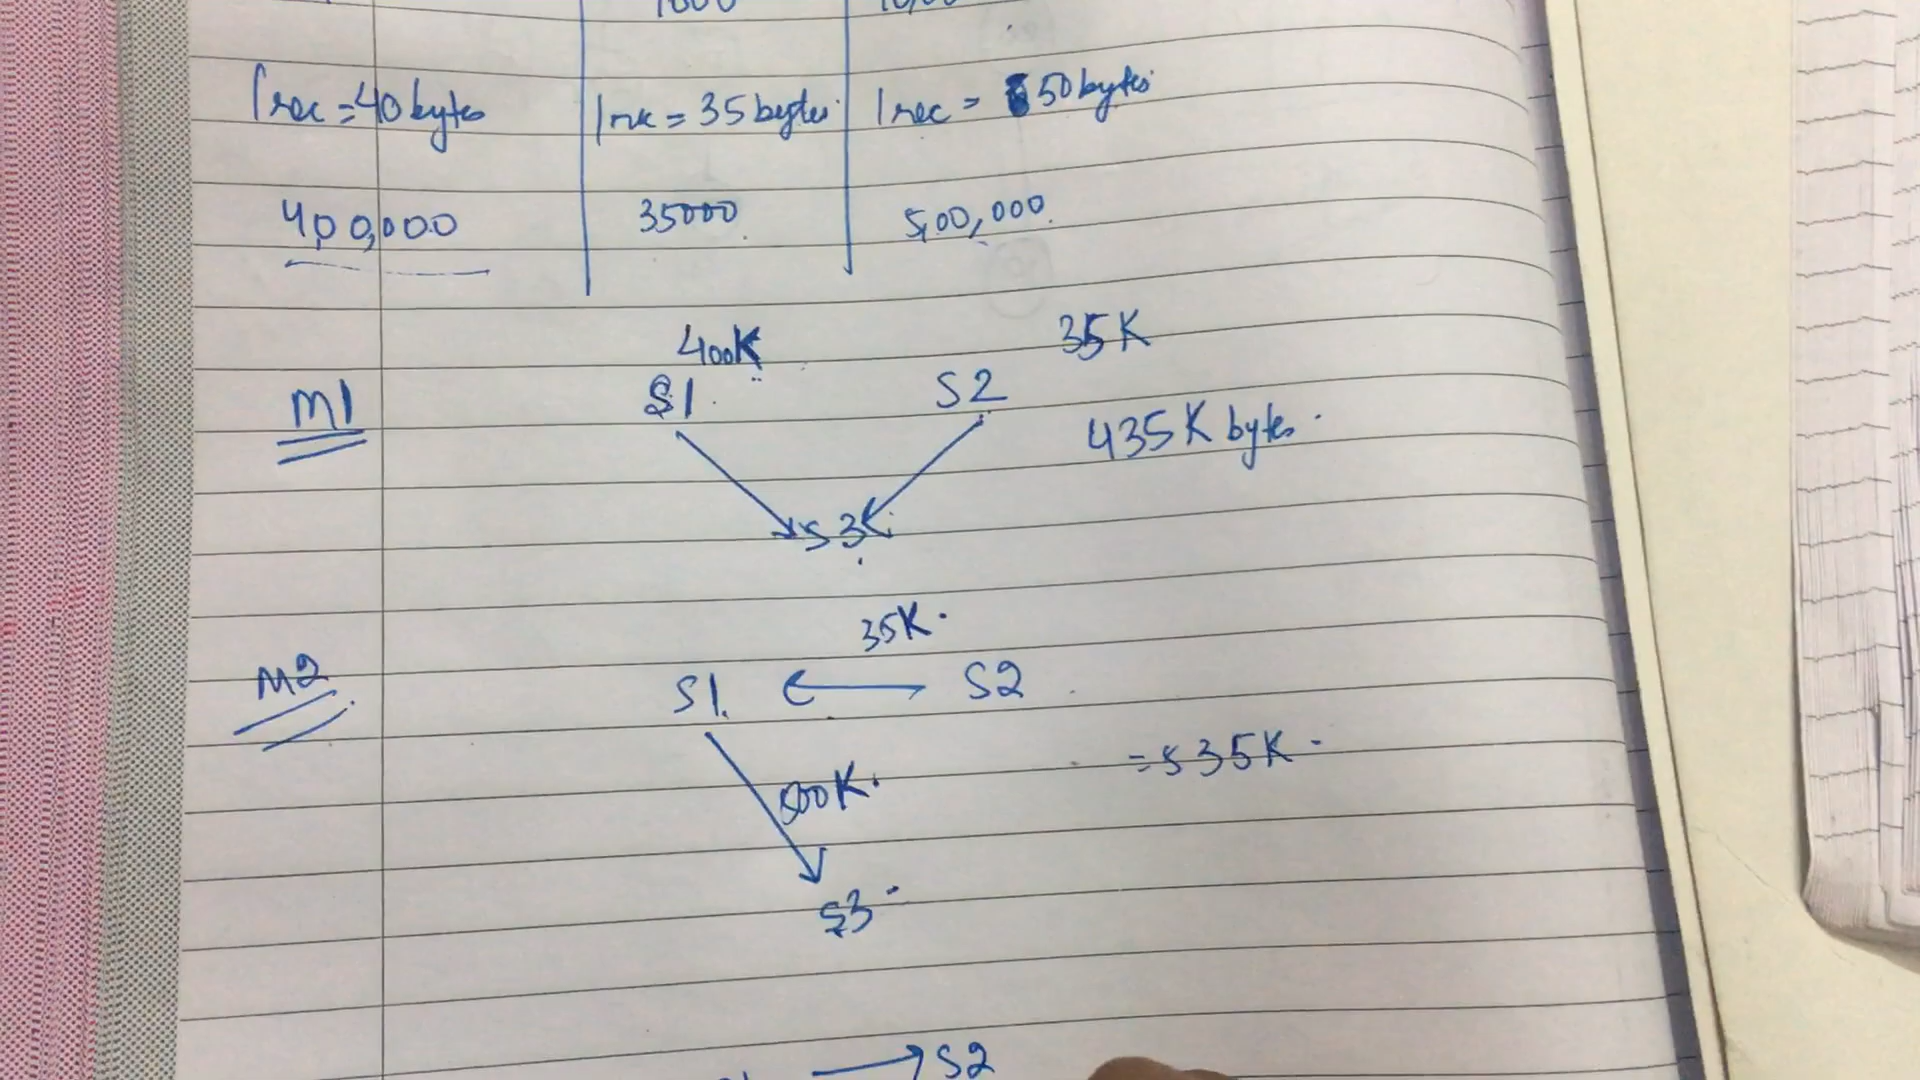 1000
1 rec = 40 bytes 1 rec = 35 bytes 1 rec = 50 bytes
400,000 35000 500,000
400K 35K
M1 S1 S2
435K bytes
S3
35K
M2 S1 S2
= 535K
500K
S3
S2